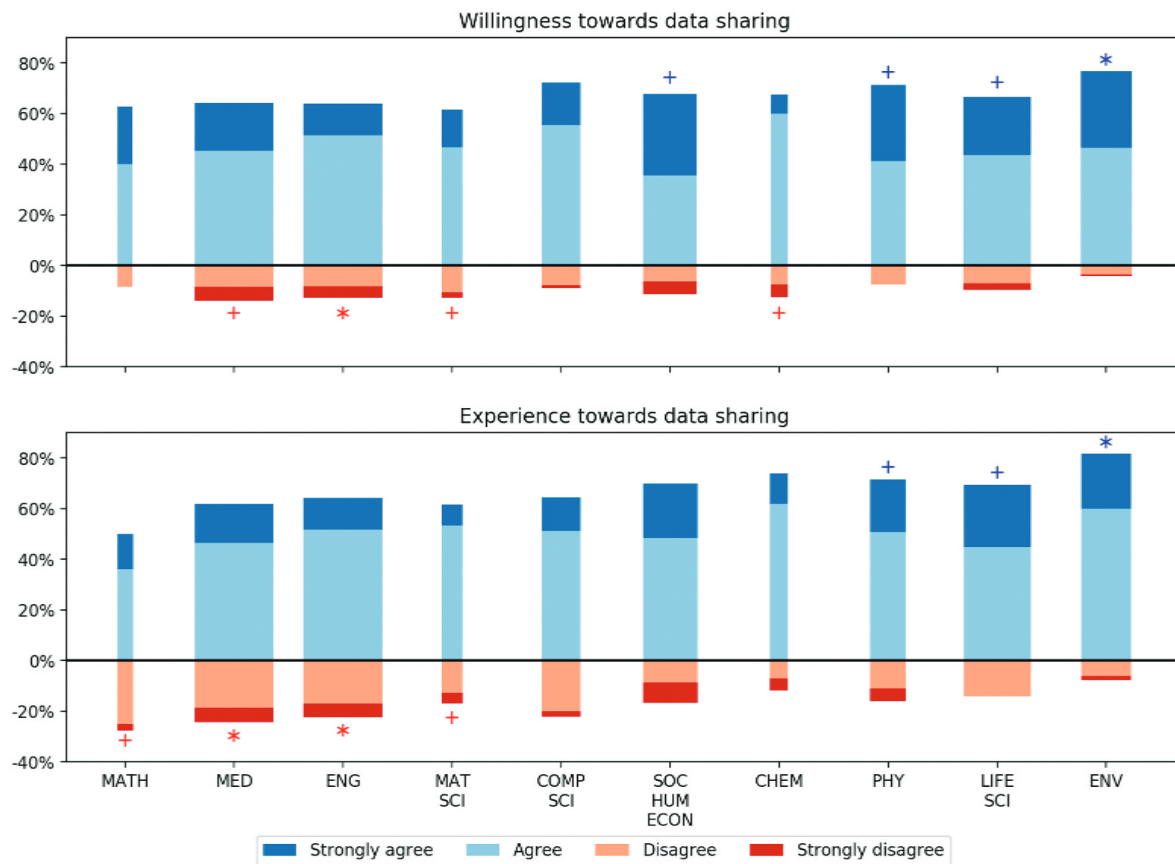 Willingness towards data sharing
80%
60%
40%
20%
0%
-20%
-40%
+ + + *
+ * + +
Experience towards data sharing
80%
60%
40%
20%
0%
-20%
-40%
+ + *
+ * * +
MATH MED ENG MAT SCI COMP SCI SOC HUM ECON CHEM PHY LIFE SCI ENV
Strongly agree Agree Disagree Strongly disagree